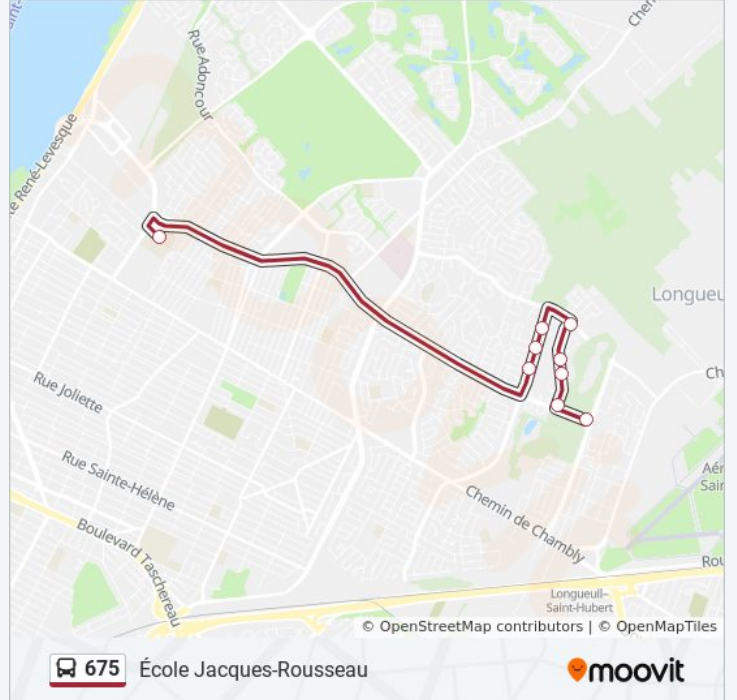 Rue Adoncour
te René-Levesque
Longueu
Rue Joliette
Rue Sainte-Hélène
Chemin de Chambly
Boulevard Taschereau
Longueuil–
Saint-Hubert
© OpenStreetMap contributors | © OpenMapTiles
675 École Jacques-Rousseau
moovit